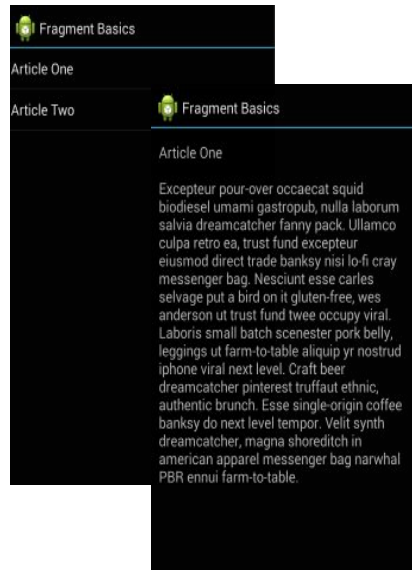 Fragment Basics
Article One
Article Two
Fragment Basics
Article One
Excepteur pour-over occaecat squid
biodiesel umami gastropub, nulla laborum
salvia dreamcatcher fanny pack. Ullamco
culpa retro ea, trust fund excepteur
eiusmod direct trade banksy nisi lo-fi cray
messenger bag. Nesciunt esse carles
selvage put a bird on it gluten-free, wes
anderson ut trust fund twee occupy viral.
Laboris small batch scenester pork belly,
leggings ut farm-to-table aliquip yr nostrud
iphone viral next level. Craft beer
dreamcatcher pinterest truffaut ethnic,
authentic brunch. Esse single-origin coffee
banksy do next level tempor. Velit synth
dreamcatcher, magna shoreditch in
american apparel messenger bag narwhal
PBR ennui farm-to-table.